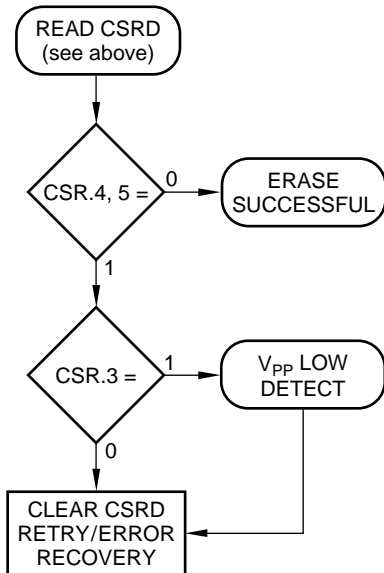 READ CSRD
(see above)
CSR.4, 5 =
0
ERASE
SUCCESSFUL
1
CSR.3 =
1
VPP LOW
DETECT
0
CLEAR CSRD
RETRY/ERROR
RECOVERY